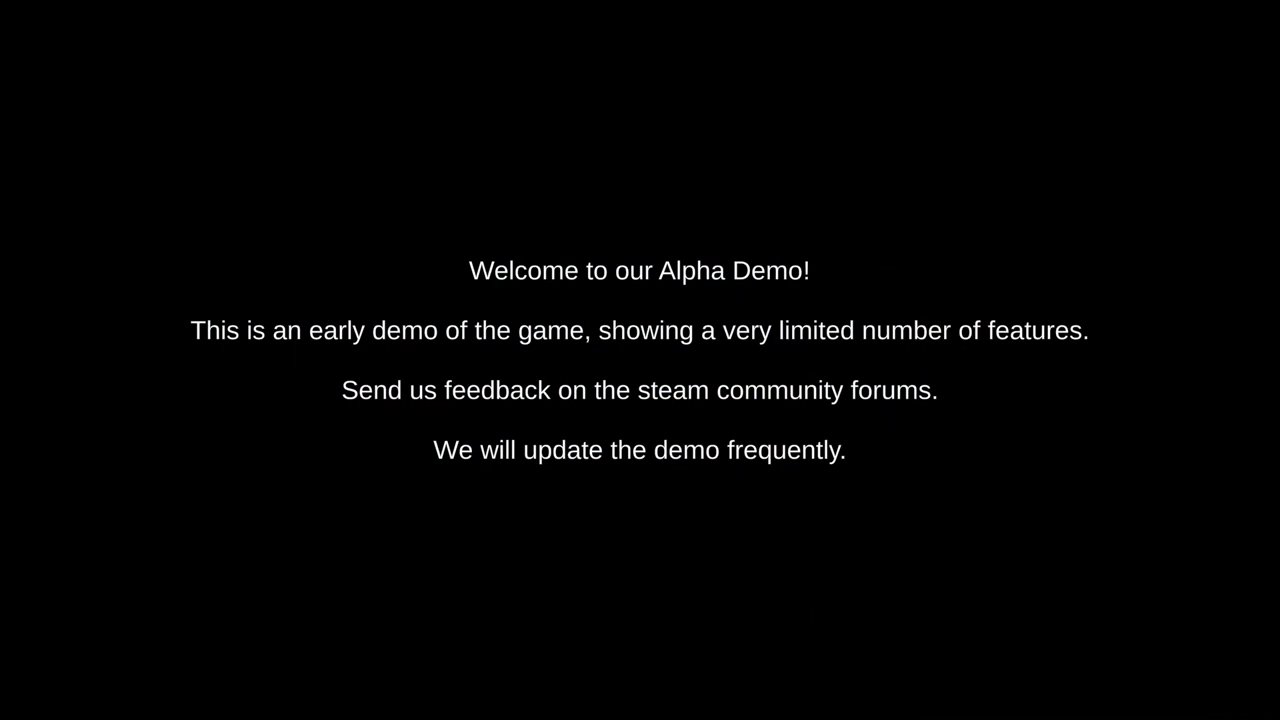 Welcome to our Alpha Demo!
This is an early demo of the game, showing a very limited number of features.
Send us feedback on the steam community forums.
We will update the demo frequently.